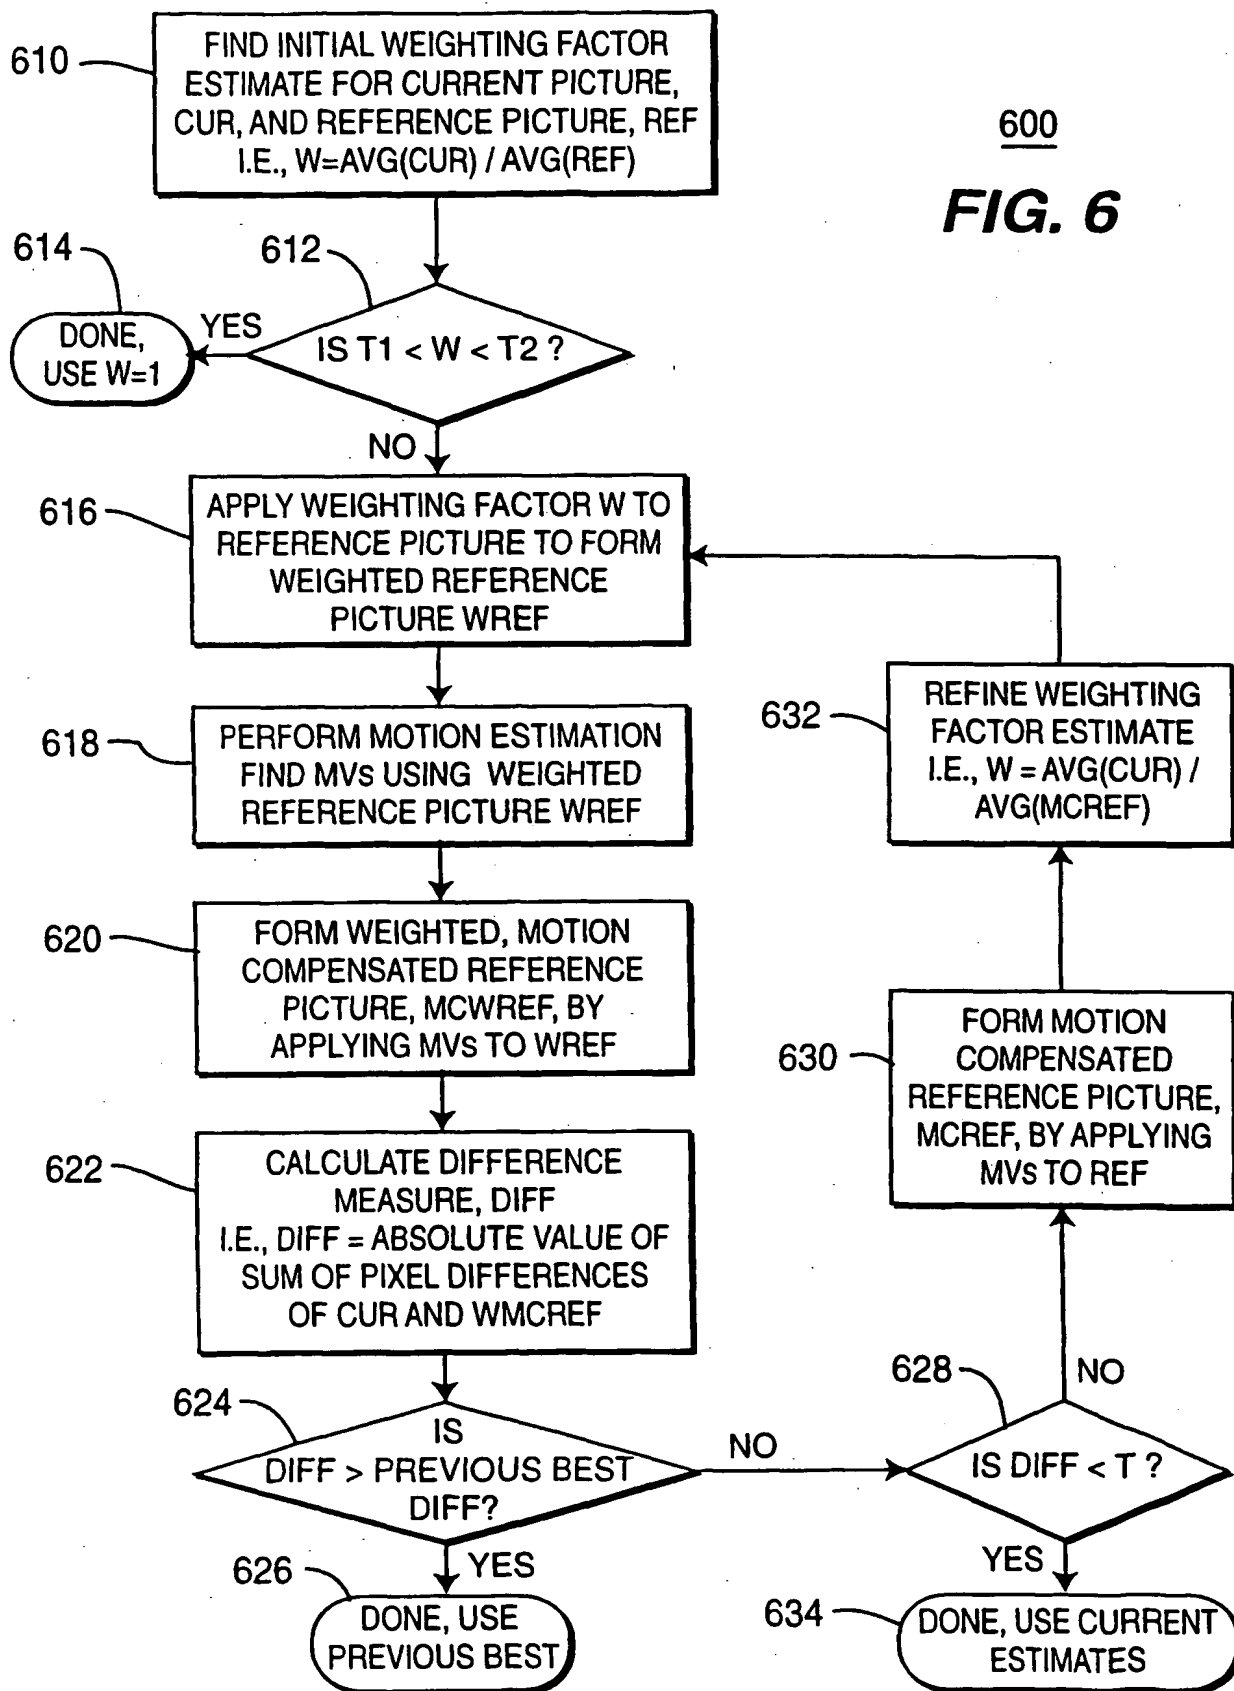 610
FIND INITIAL WEIGHTING FACTOR
ESTIMATE FOR CURRENT PICTURE,
CUR, AND REFERENCE PICTURE, REF
I.E., W=AVG(CUR) / AVG(REF)
600
FIG. 6
614
612
DONE,
USE W=1
YES
IS T1 < W < T2 ?
NO
616
APPLY WEIGHTING FACTOR W TO
REFERENCE PICTURE TO FORM
WEIGHTED REFERENCE
PICTURE WREF
618
PERFORM MOTION ESTIMATION
FIND MVs USING WEIGHTED
REFERENCE PICTURE WREF
632
REFINE WEIGHTING
FACTOR ESTIMATE
I.E., W = AVG(CUR) /
AVG(MCREF)
620
FORM WEIGHTED, MOTION
COMPENSATED REFERENCE
PICTURE, MCWREF, BY
APPLYING MVs TO WREF
630
FORM MOTION
COMPENSATED
REFERENCE PICTURE,
MCREF, BY APPLYING
MVs TO REF
622
CALCULATE DIFFERENCE
MEASURE, DIFF
I.E., DIFF = ABSOLUTE VALUE OF
SUM OF PIXEL DIFFERENCES
OF CUR AND WMCREF
624
IS
DIFF > PREVIOUS BEST
DIFF?
NO
628
NO
IS DIFF < T ?
YES
626
DONE, USE
PREVIOUS BEST
YES
634
DONE, USE CURRENT
ESTIMATES